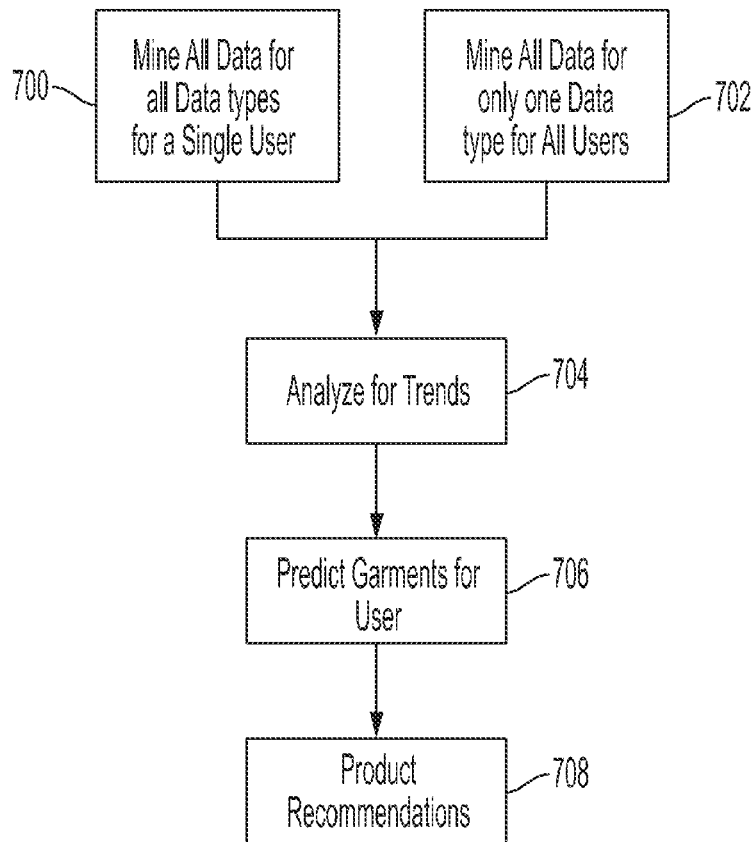 700
Mine All Data for
all Data types
for a Single User
Mine All Data for
only one Data
type for All Users
702
Analyze for Trends
704
Predict Garments for
User
706
Product
Recommendations
708